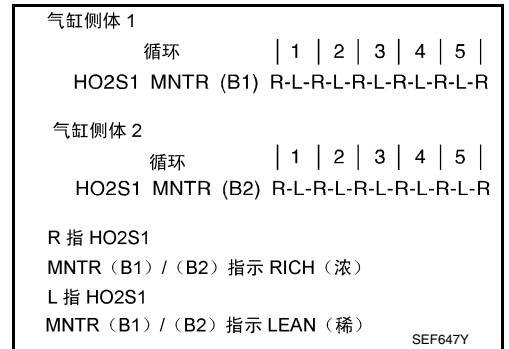 气缸侧体 1
循环 | 1 | 2 | 3 | 4 | 5 |
HO2S1 MNTR (B1) R-L-R-L-R-L-R-L-R-L-R
气缸侧体 2
循环 | 1 | 2 | 3 | 4 | 5 |
HO2S1 MNTR (B2) R-L-R-L-R-L-R-L-R-L-R
R 指 HO2S1
MNTR（B1）/（B2）指示 RICH（浓）
L 指 HO2S1
MNTR（B1）/（B2）指示 LEAN（稀）
SEF647Y